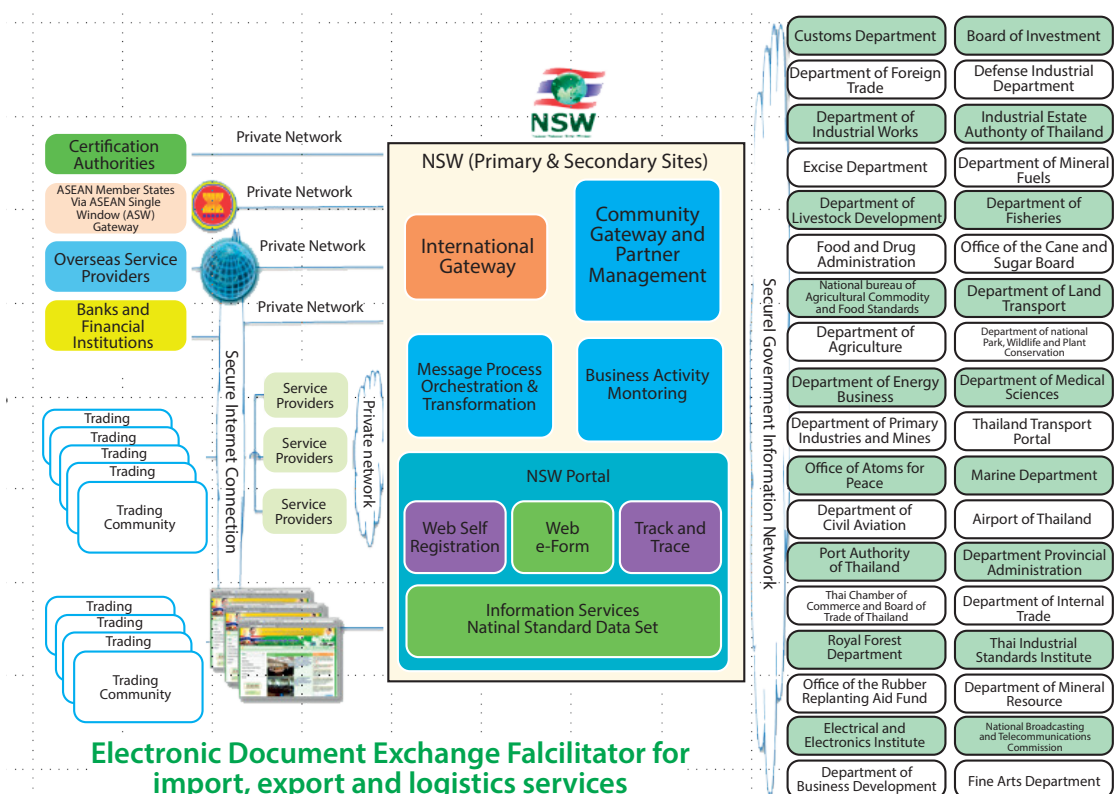 NSW
Certification
Authorities
Private Network
ASEAN Member States
Via ASEAN Single
Window (ASW)
Gateway
Private Network
Overseas Service
Providers
Private Network
Banks and
Financial
Institutions
Private Network
Secure Internet Connection
Service
Providers
Service
Providers
Service
Providers
Private network
Trading
Trading
Trading
Trading
Trading
Community
Trading
Trading
Trading
Trading
Community
NSW (Primary & Secondary Sites)
International
Gateway
Community
Gateway and
Partner
Management
Message Process
Orchestration &
Transformation
Business Activity
Montoring
NSW Portal
Web Self
Registration
Web
e-Form
Track and
Trace
Information Services
Natinal Standard Data Set
Securel Government Information Network
Customs Department
Board of Investment
Department of Foreign
Trade
Defense Industrial
Department
Department of
Industrial Works
Industrial Estate
Authonty of Thailand
Excise Department
Department of Mineral
Fuels
Department of
Livestock Development
Department of
Fisheries
Food and Drug
Administration
Office of the Cane and
Sugar Board
National bureau of
Agricultural Commodity
and Food Standards
Department of Land
Transport
Department of
Agriculture
Department of national
Park, Wildlife and Plant
Conservation
Department of Energy
Business
Department of Medical
Sciences
Department of Primary
Industries and Mines
Thailand Transport
Portal
Office of Atoms for
Peace
Marine Department
Department of
Civil Aviation
Airport of Thailand
Port Authority
of Thailand
Department Provincial
Administration
Thai Chamber of
Commerce and Board of
Trade of Thailand
Department of Internal
Trade
Royal Forest
Department
Thai Industrial
Standards Institute
Office of the Rubber
Replanting Aid Fund
Department of Mineral
Resource
Electrical and
Electronics Institute
National Broadcasting
and Telecommunications
Commission
Department of
Business Development
Fine Arts Department
Electronic Document Exchange Falcilitator for
import, export and logistics services